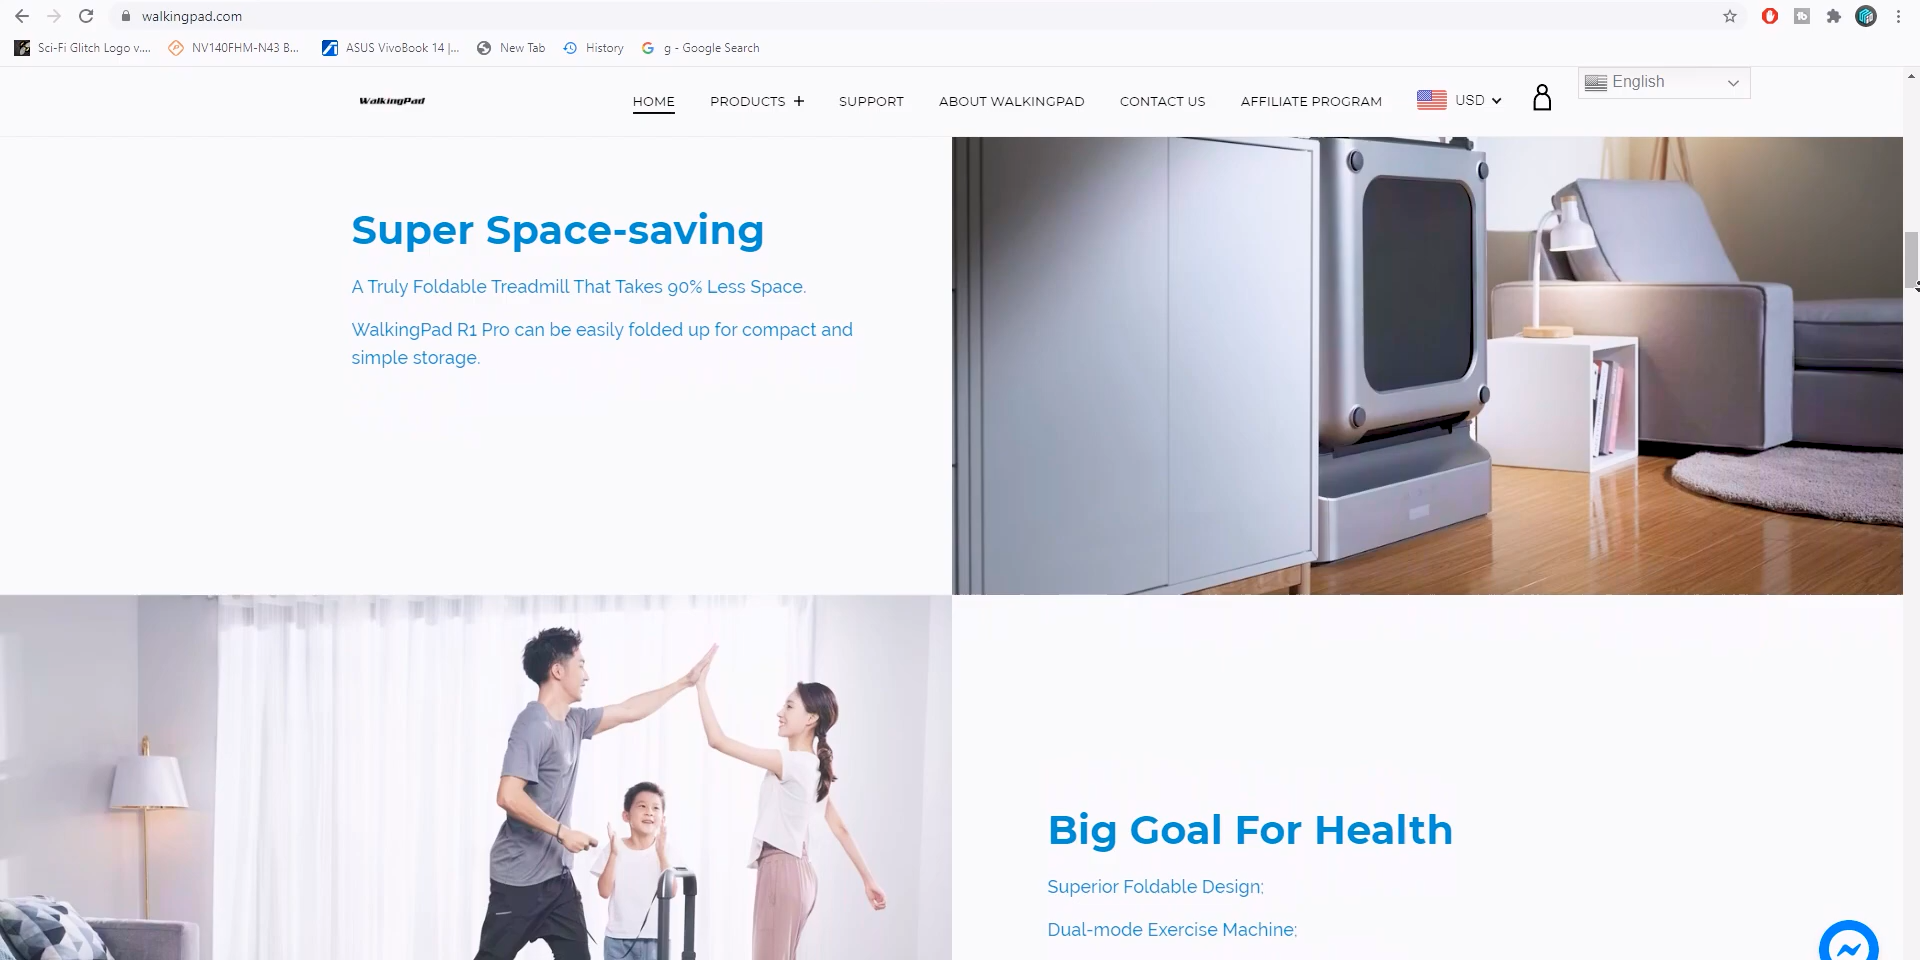 walkingpad.com
Sci-Fi Glitch Logo v....
NV140FHM-N43 B...
ASUS VivoBook 14 |...
New Tab
History
g - Google Search
WalkingPad
HOME
PRODUCTS +
SUPPORT
ABOUT WALKINGPAD
CONTACT US
AFFILIATE PROGRAM
USD
English
Super Space-saving
A Truly Foldable Treadmill That Takes 90% Less Space.
WalkingPad R1 Pro can be easily folded up for compact and
simple storage.
Big Goal For Health
Superior Foldable Design;
Dual-mode Exercise Machine;